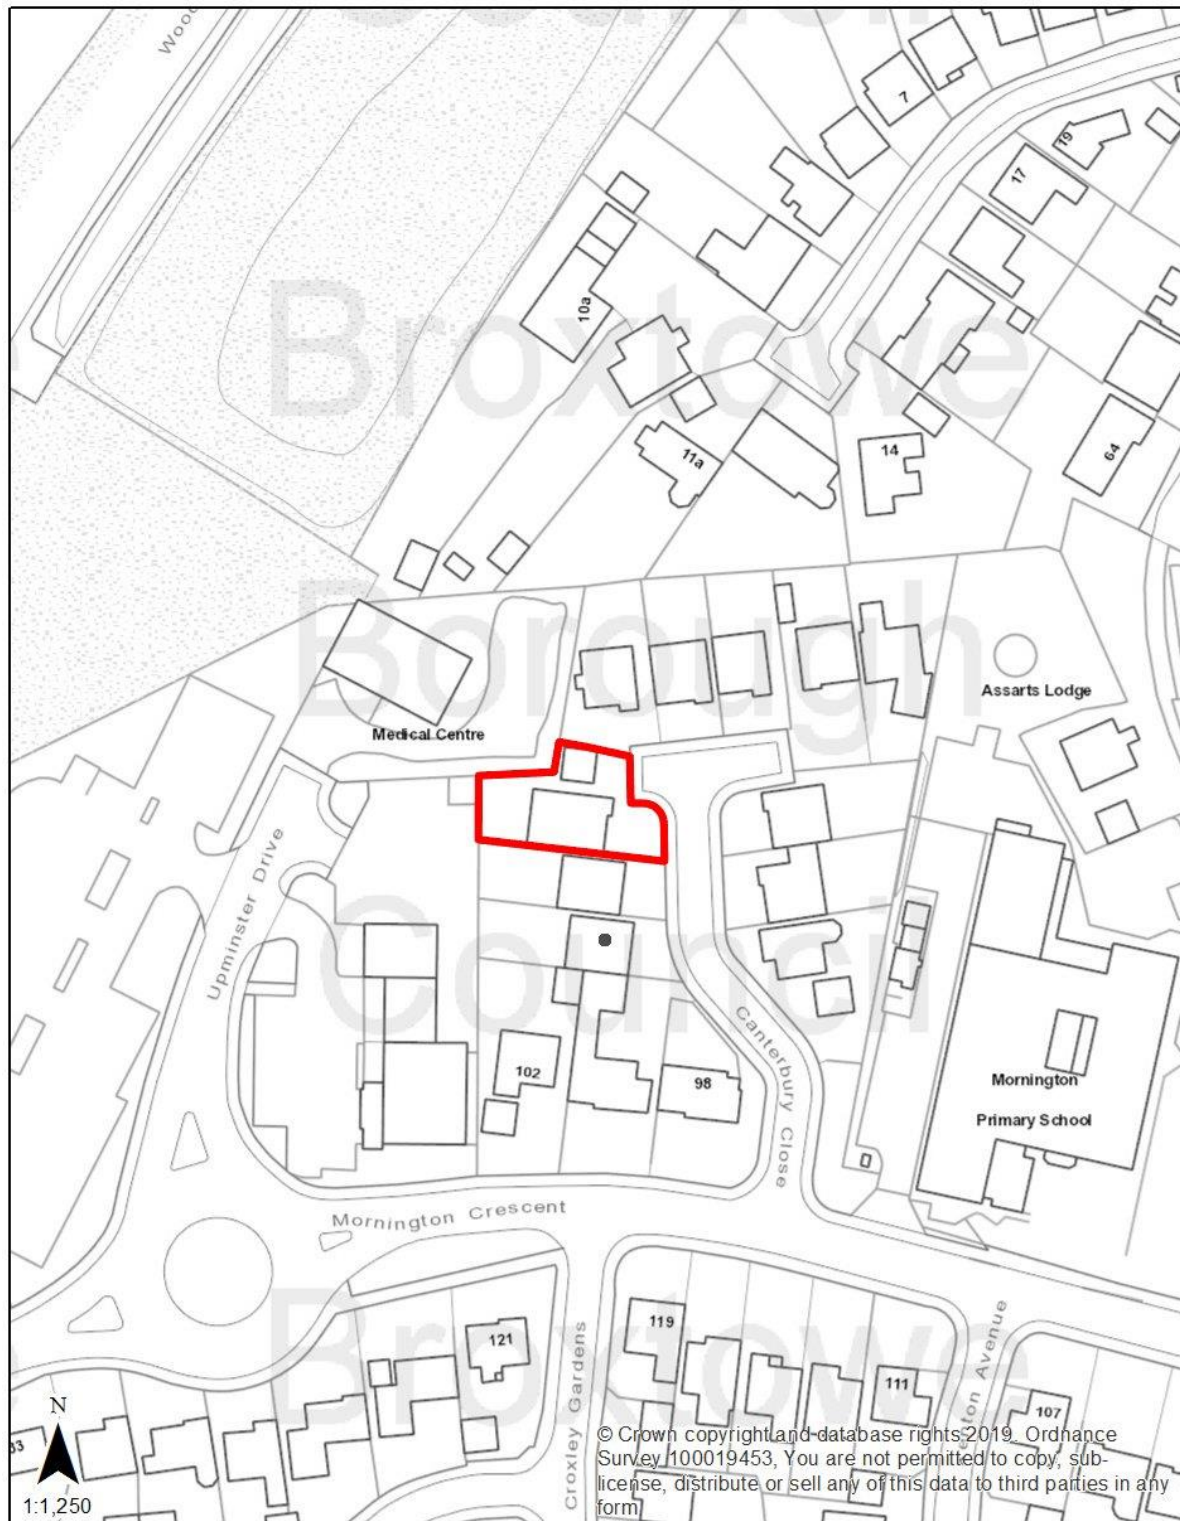 Council
Wood
7
19
17
10a
Broxtowe
11a
14
64
Borough
Assarts Lodge
Medical Centre
Upminster Drive
Council
Canterbury Close
102
98
Mornington
Primary School
Mornington Crescent
119
121
Broxtowe
111
107
Croxley Gardens
Avenue
N
1:1,250
© Crown copyright and database rights 2019. Ordnance
Survey 100019453, You are not permitted to copy, sub-
license, distribute or sell any of this data to third parties in any
form